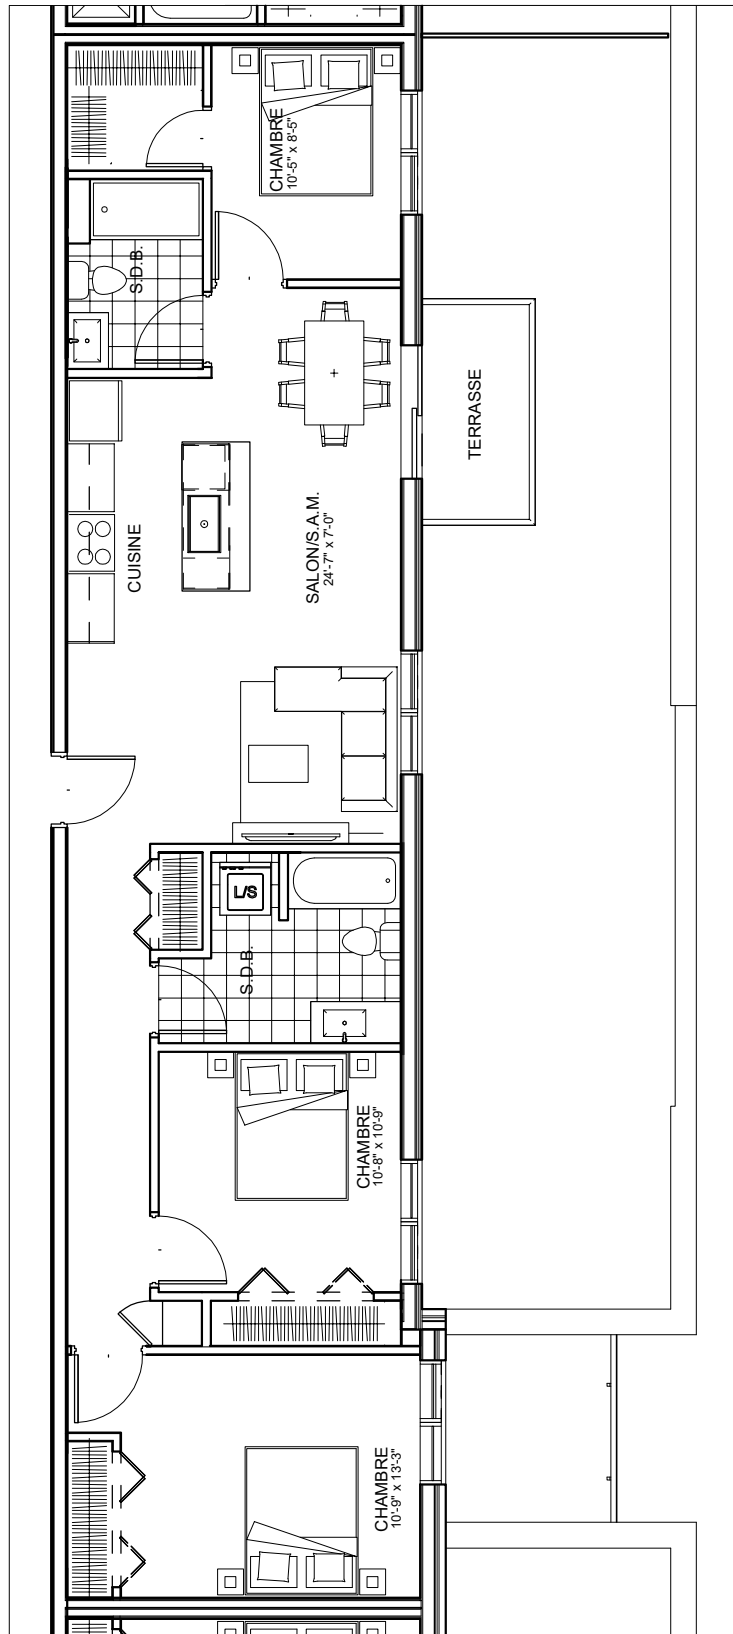 CHAMBRE
10'-5" x 8'-5"
S.D.B.
TERRASSE
CUISINE
SALON/S.A.M.
24'-7" x 7'-0"
L/S
S.D.B.
CHAMBRE
10'-8" x 10'-9"
CHAMBRE
10'-9" x 13'-3"